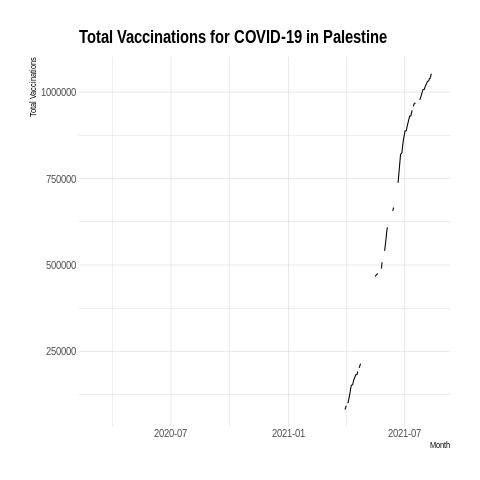 Total Vaccinations for COVID-19 in Palestine
Total Vaccinations
1000000
750000
500000
250000
2020-07
2021-01
2021-07
Month